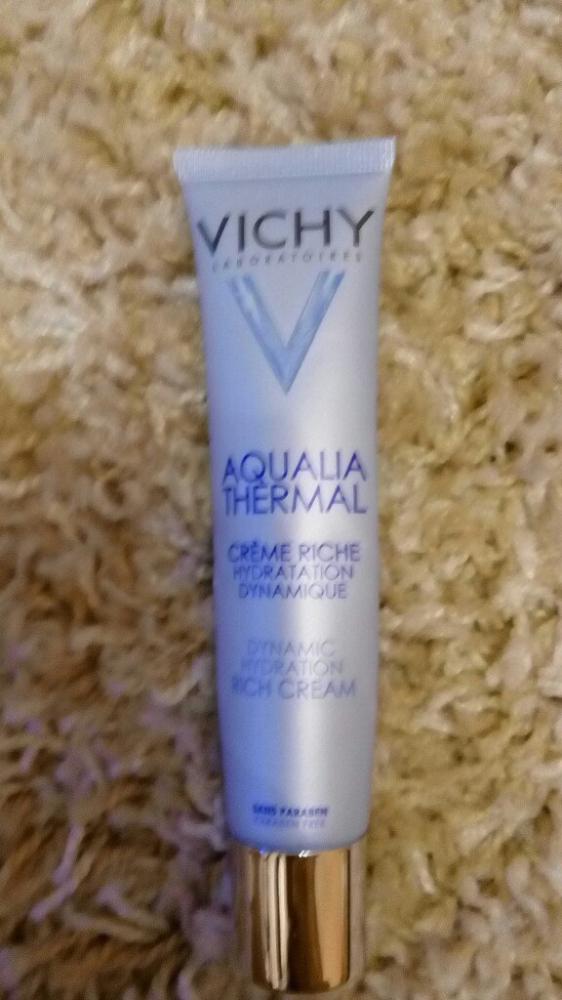 VICHY
LABORATOIRES
AQUALIA
THERMAL
CRÈME RICHE
HYDRATATION
DYNAMIQUE
DYNAMIC
HYDRATION
RICH CREAM
SANS PARABEN
PARABEN FREE